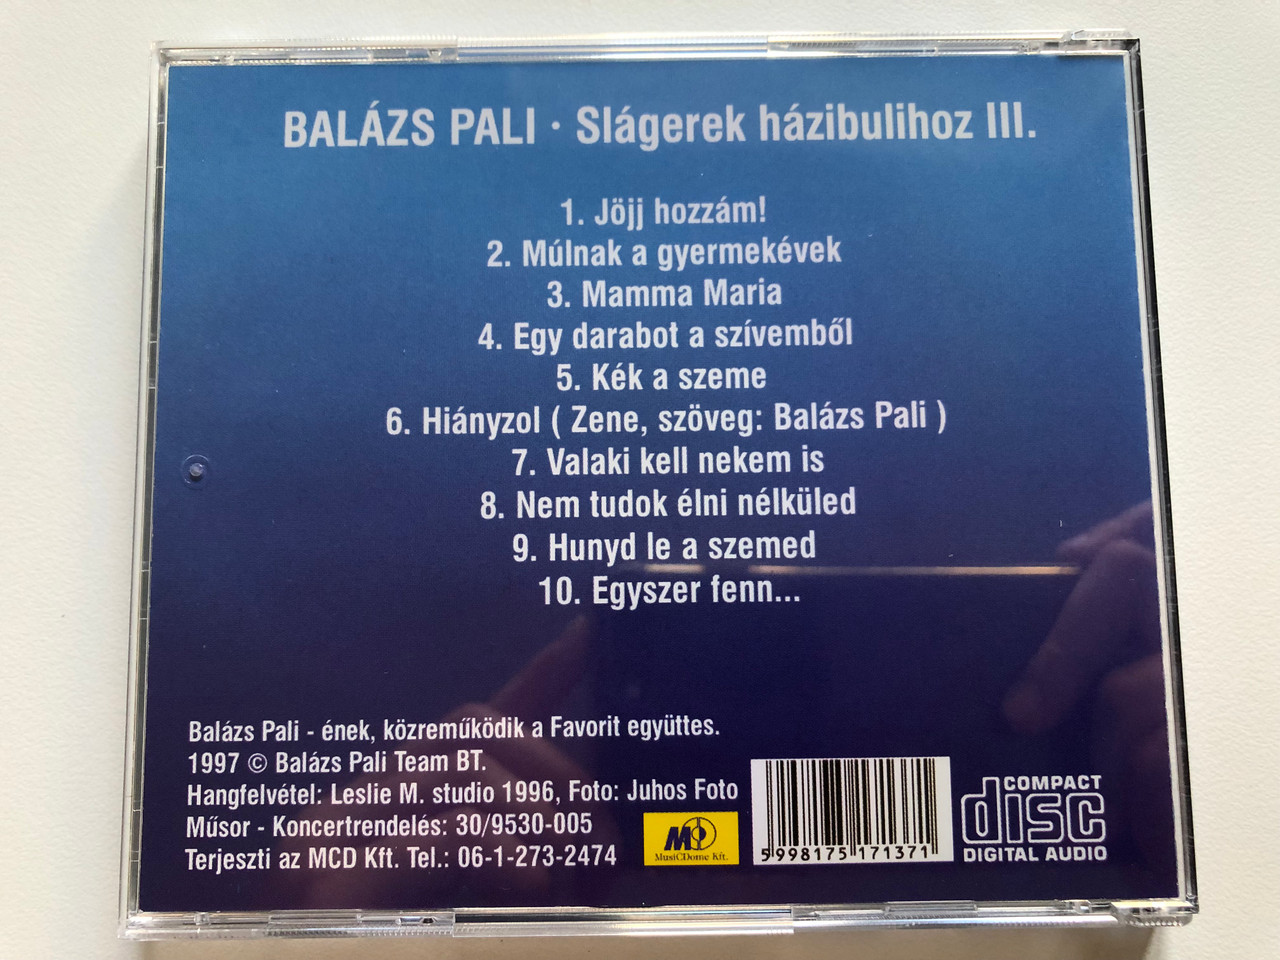 BALÁZS PALI · Slágerek házibulihoz III.
1. Jöjj hozzám!
2. Múlnak a gyermekévek
3. Mamma Maria
4. Egy darabot a szívemből
5. Kék a szeme
6. Hiányzol ( Zene, szöveg: Balázs Pali )
7. Valaki kell nekem is
8. Nem tudok élni nélküled
9. Hunyd le a szemed
10. Egyszer fenn...
Balázs Pali - ének, közreműködik a Favorit együttes.
1997 © Balázs Pali Team BT.
Hangfelvétel: Leslie M. studio 1996, Foto: Juhos Foto
Műsor - Koncertrendelés: 30/9530-005
Terjeszti az MCD Kft. Tel.: 06-1-273-2474
MusiCDome Kft.
5 998175 171371
COMPACT
disc
DIGITAL AUDIO